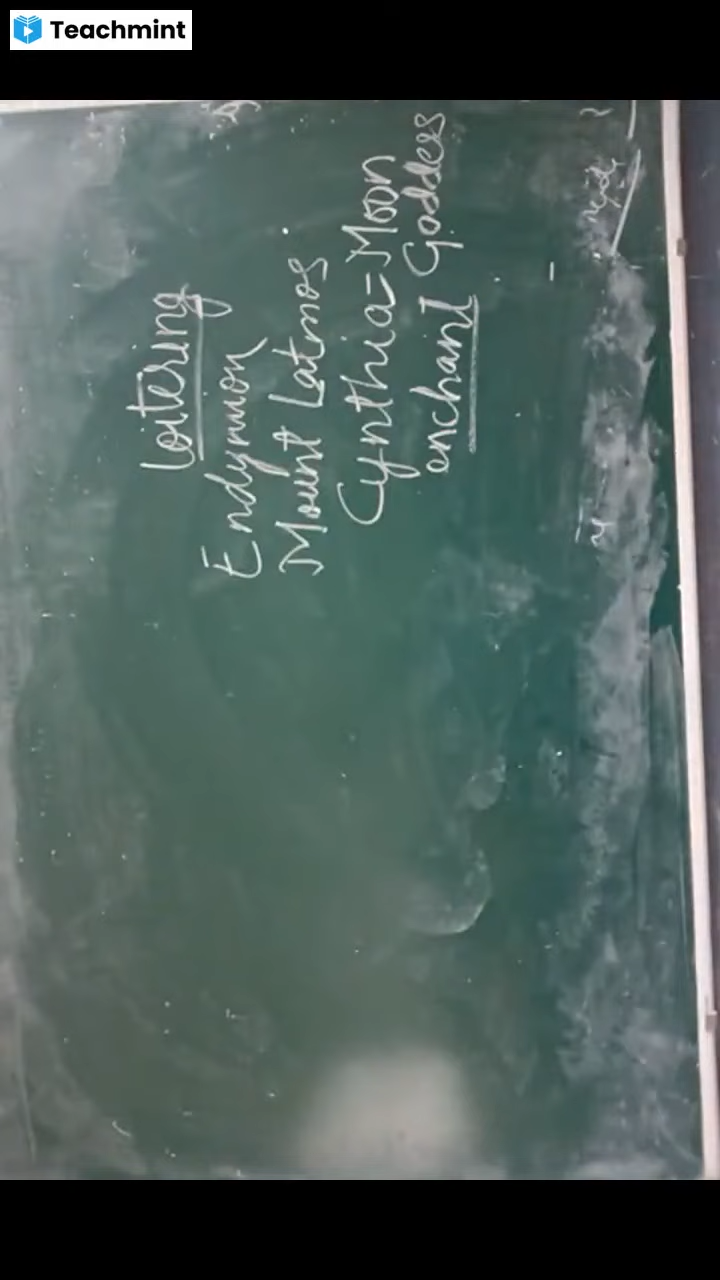 Teachmint
loitering
Endymion
Mount Latmos
Cynthia = Moon
Goddess
enchant